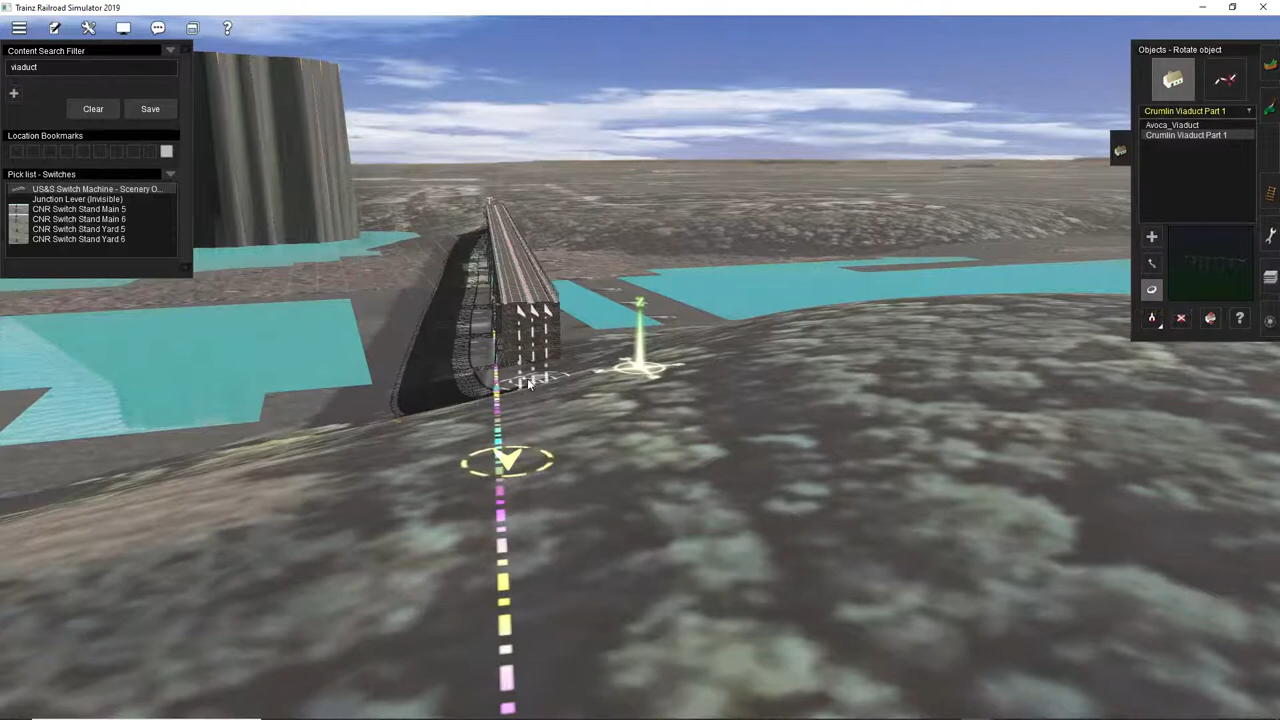 Trainz Railroad Simulator 2019
Content Search Filter
viaduct
Clear
Save
Location Bookmarks
Pick list - Switches
US&S Switch Machine - Scenery O...
Junction Lever (Invisible)
CNR Switch Stand Main 5
CNR Switch Stand Main 6
CNR Switch Stand Yard 5
CNR Switch Stand Yard 6
Objects - Rotate object
Crumlin Viaduct Part 1
Avoca_Viaduct
Crumlin Viaduct Part 1
N